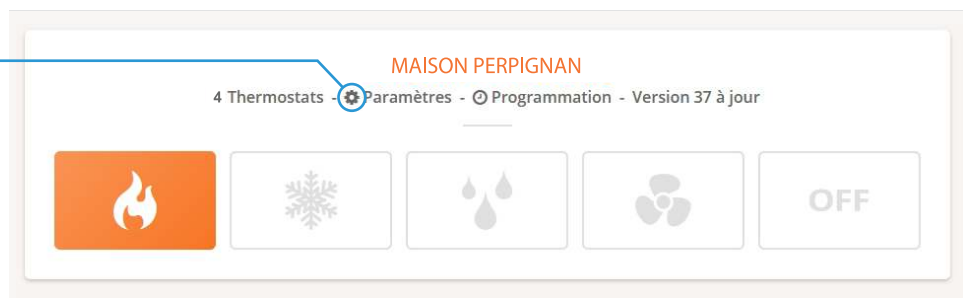 MAISON PERPIGNAN
4 Thermostats - Paramètres - Programmation - Version 37 à jour
OFF